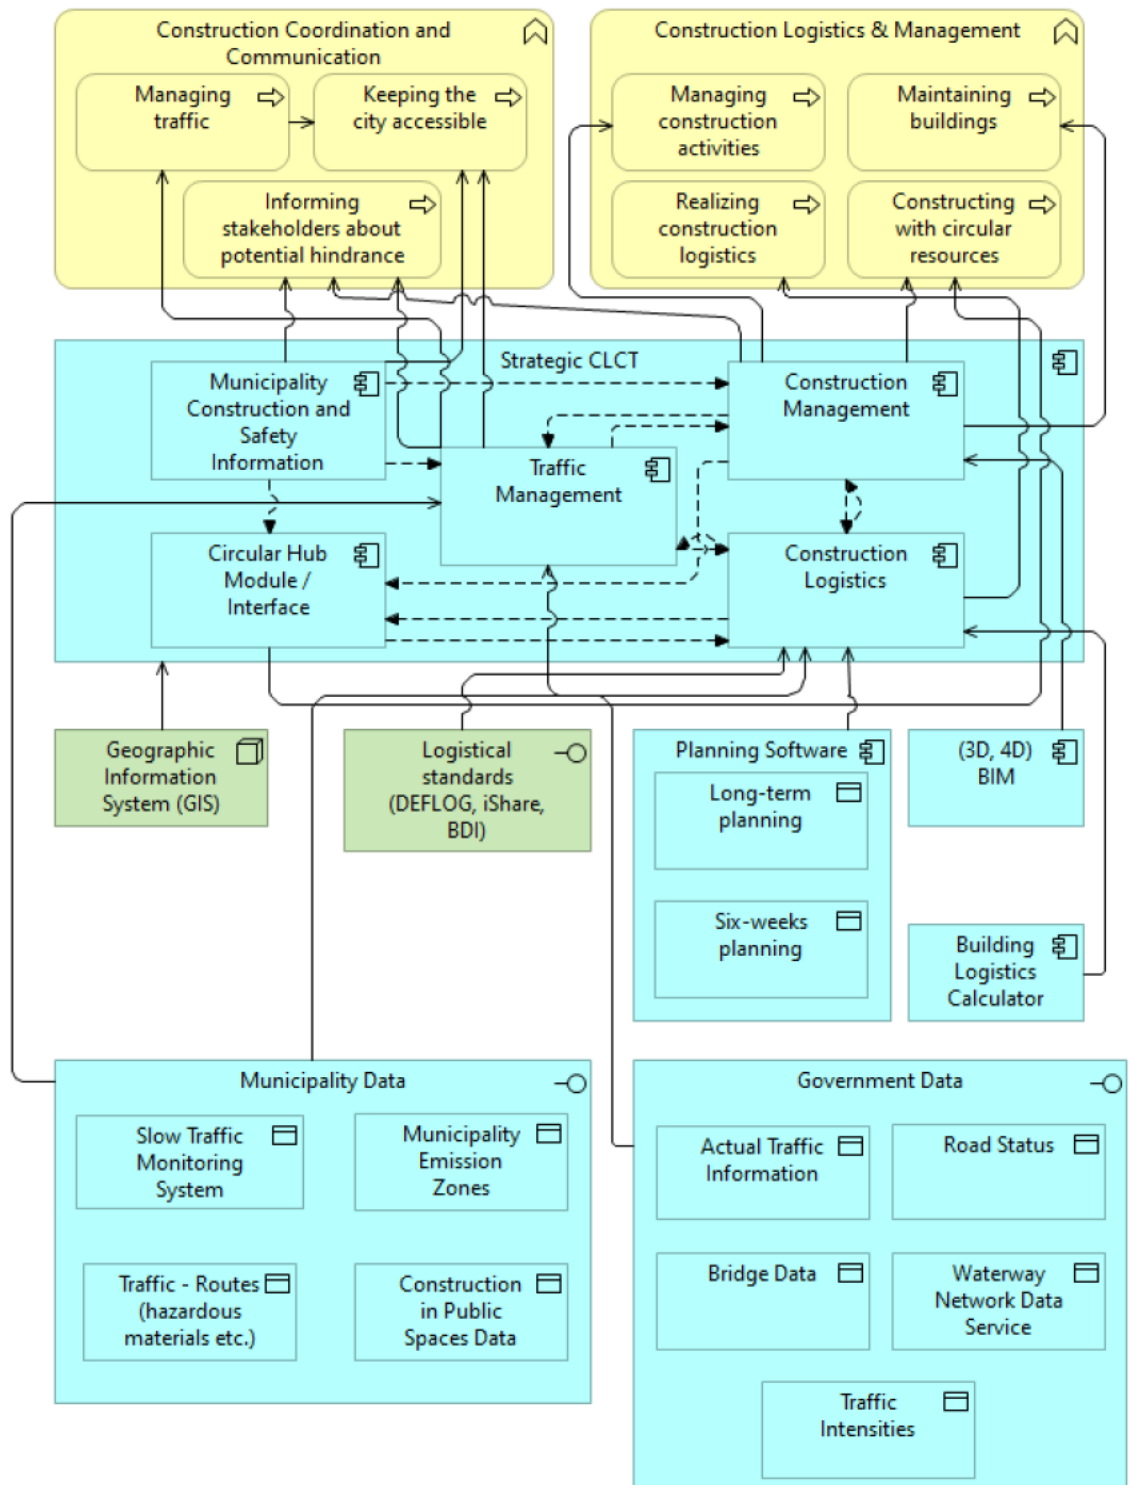 Construction Coordination and
Communication
Managing
traffic
Keeping the
city accessible
Informing
stakeholders about
potential hindrance
Construction Logistics & Management
Managing
construction
activities
Maintaining
buildings
Realizing
construction
logistics
Constructing
with circular
resources
Strategic CLCT
Municipality
Construction and
Safety
Information
Construction
Management
Traffic
Management
Circular Hub
Module /
Interface
Construction
Logistics
Geographic
Information
System (GIS)
Logistical
standards
(DEFLOG, iShare,
BDI)
Planning Software
Long-term
planning
Six-weeks
planning
(3D, 4D)
BIM
Building
Logistics
Calculator
Municipality Data
Slow Traffic
Monitoring
System
Municipality
Emission
Zones
Traffic - Routes
(hazardous
materials etc.)
Construction
in Public
Spaces Data
Government Data
Actual Traffic
Information
Road Status
Bridge Data
Waterway
Network Data
Service
Traffic
Intensities